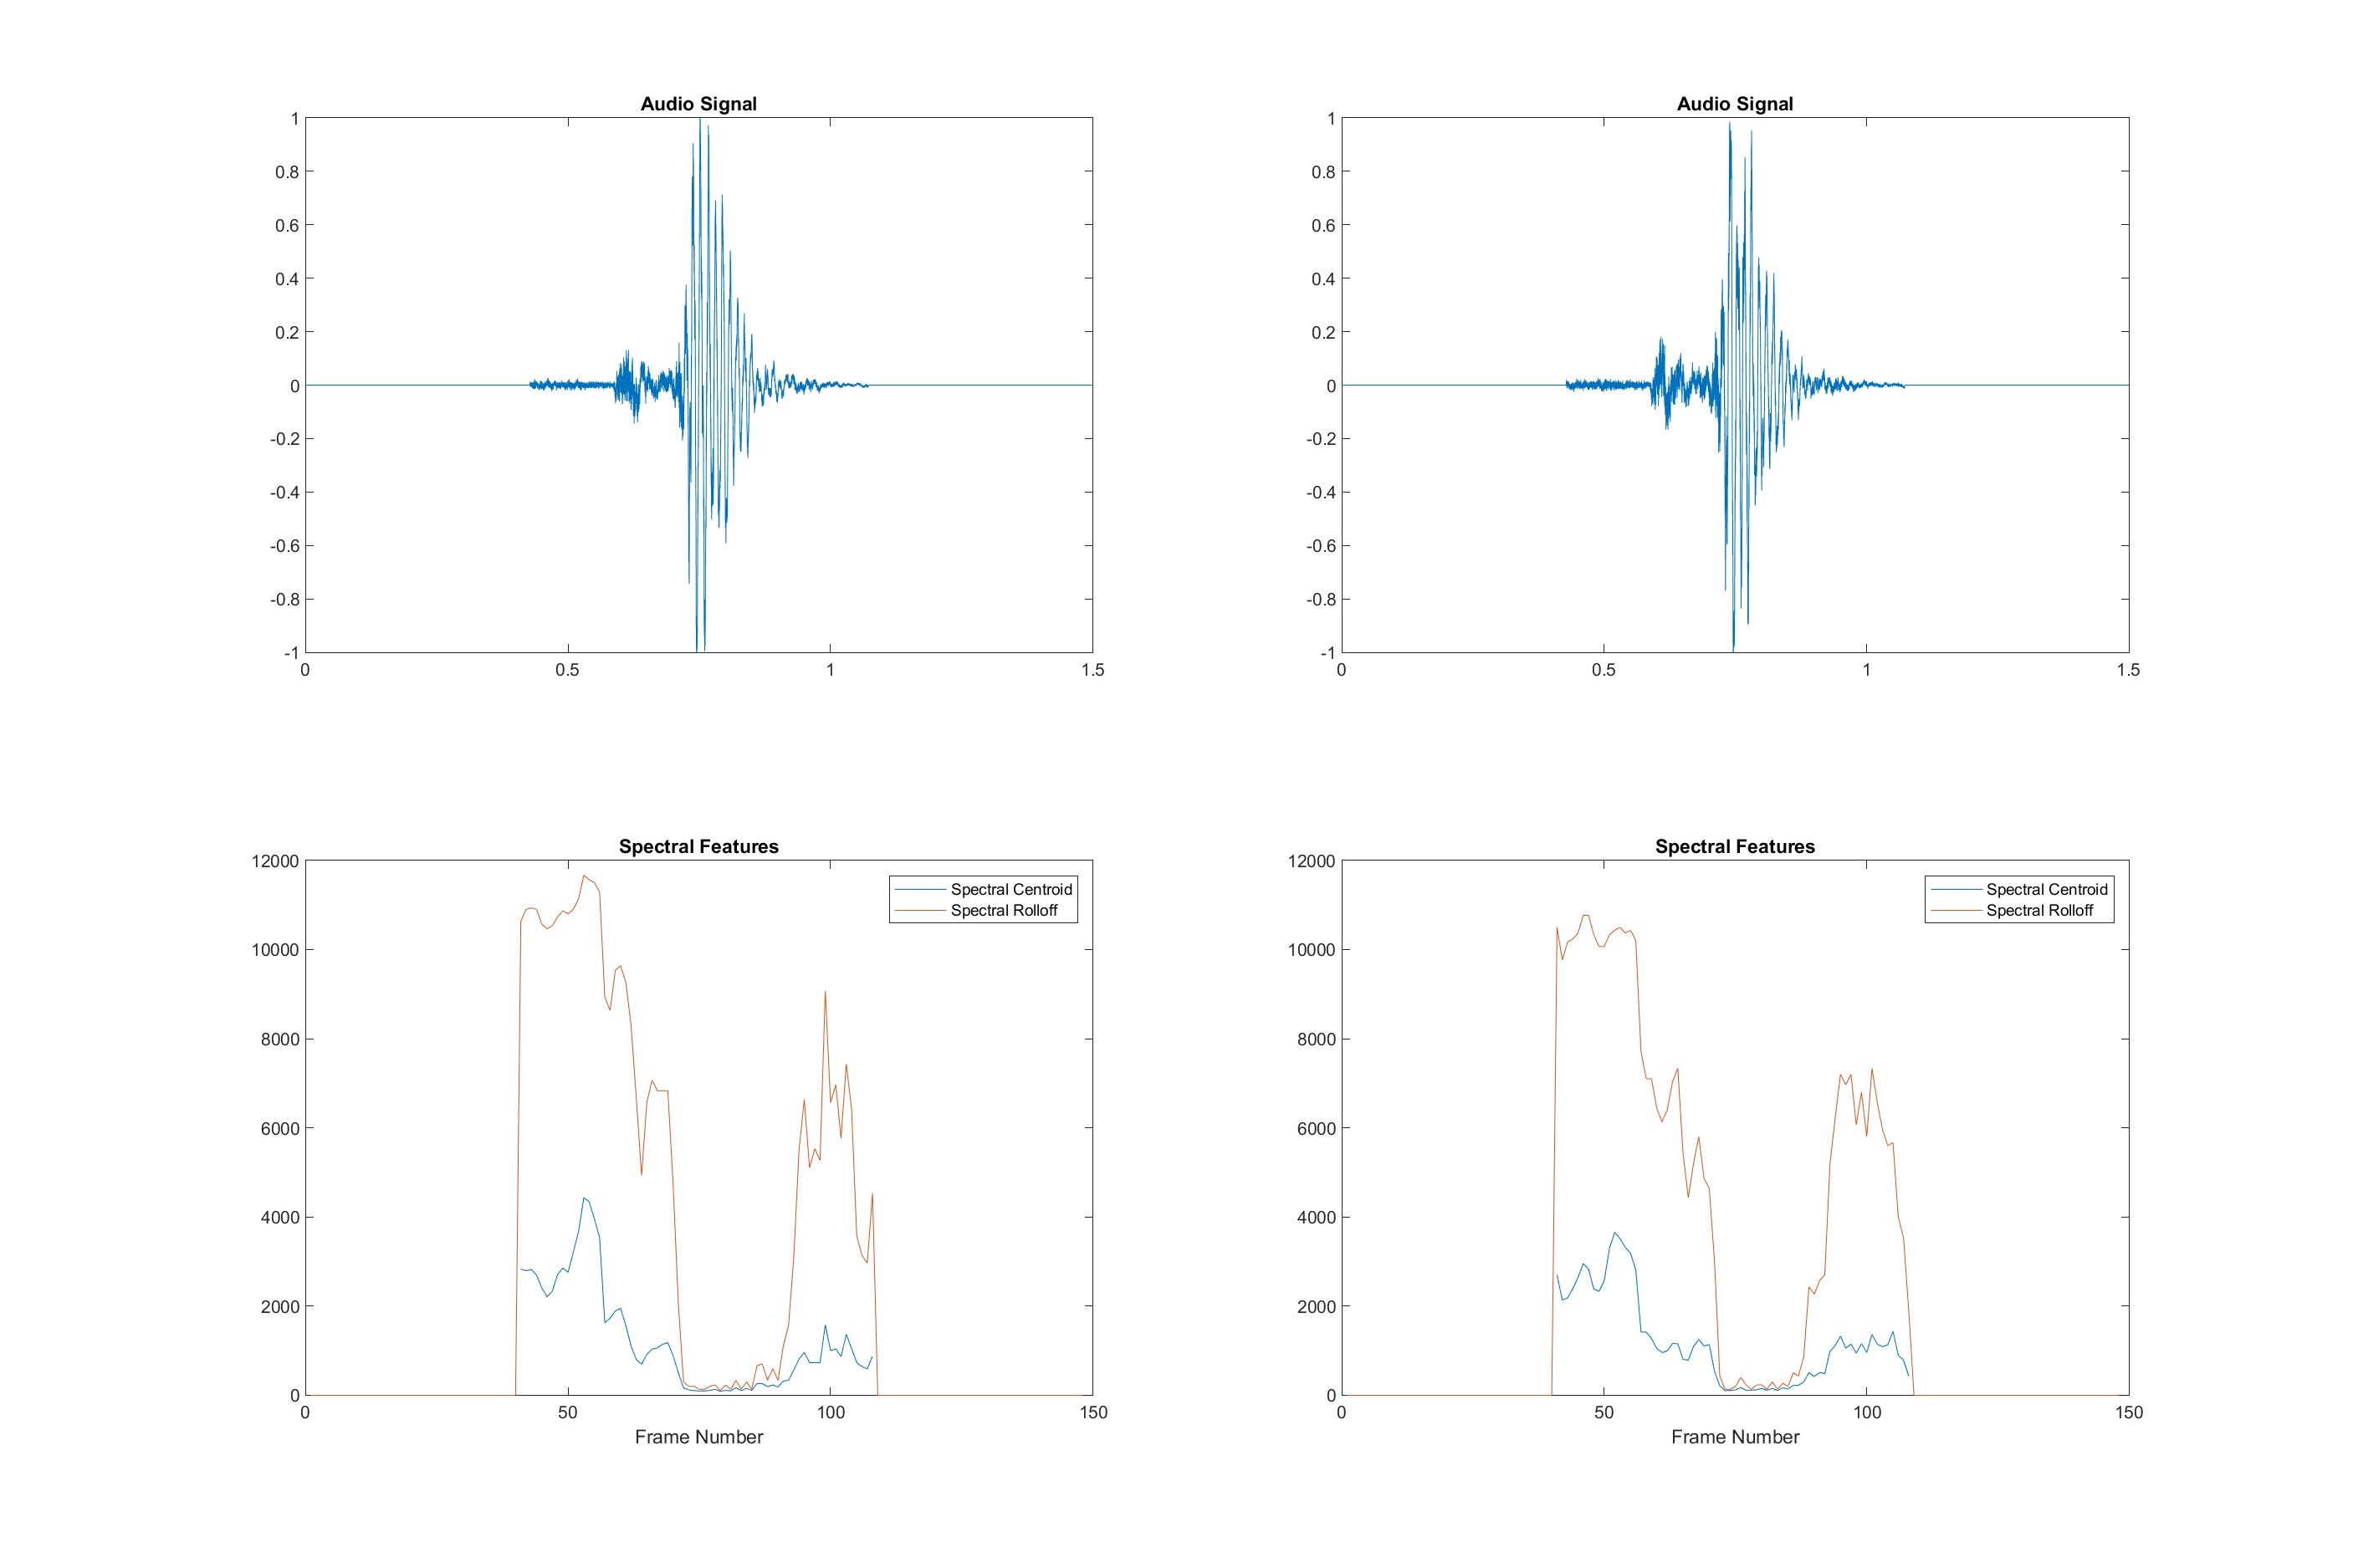 Audio Signal
1
0.8
0.6
0.4
0.2
0
-0.2
-0.4
-0.6
-0.8
-1
0 0.5 1 1.5
Audio Signal
1
0.8
0.6
0.4
0.2
0
-0.2
-0.4
-0.6
-0.8
-1
0 0.5 1 1.5
Spectral Features
12000
10000
8000
6000
4000
2000
0
Spectral Centroid
Spectral Rolloff
0 50 100 150
Frame Number
Spectral Features
12000
10000
8000
6000
4000
2000
0
Spectral Centroid
Spectral Rolloff
0 50 100 150
Frame Number